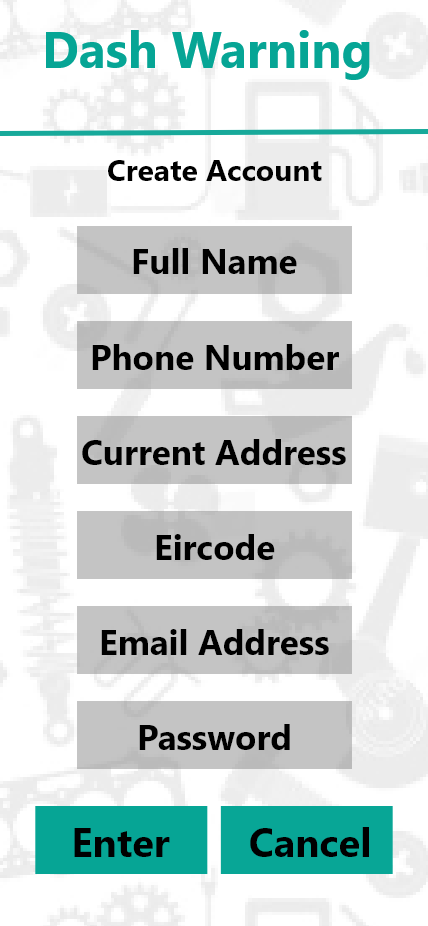 Dash Warning
Create Account
Full Name
Phone Number
Current Address
Eircode
Email Address
Password
Enter Cancel